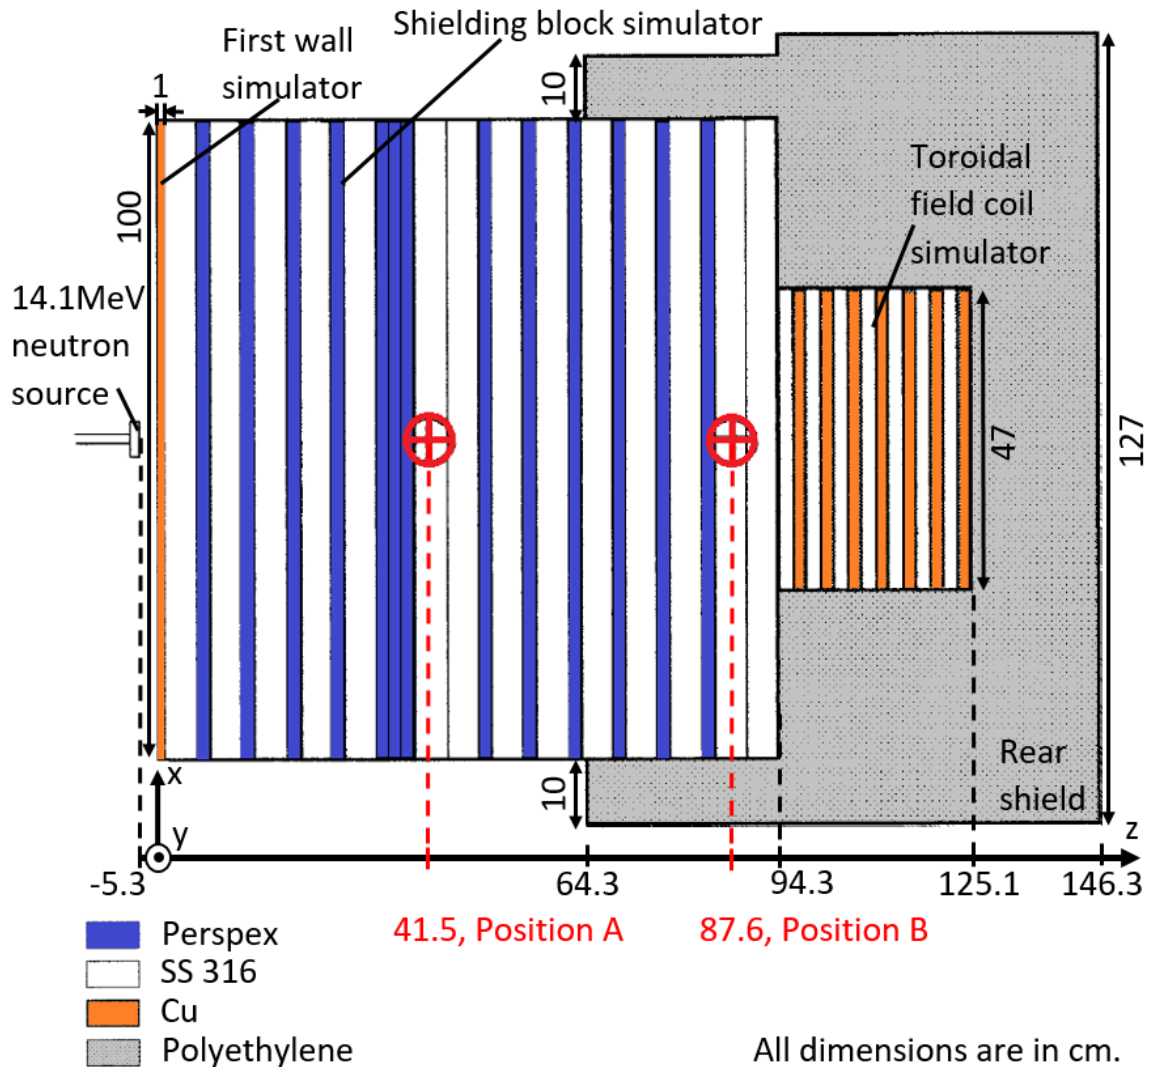 First wall
simulator
Shielding block simulator
1
10
100
Toroidal
field coil
simulator
14.1MeV
neutron
source
47
127
10
Rear
shield
x
y
z
-5.3
64.3
94.3
125.1
146.3
41.5, Position A
87.6, Position B
Perspex
SS 316
Cu
Polyethylene
All dimensions are in cm.